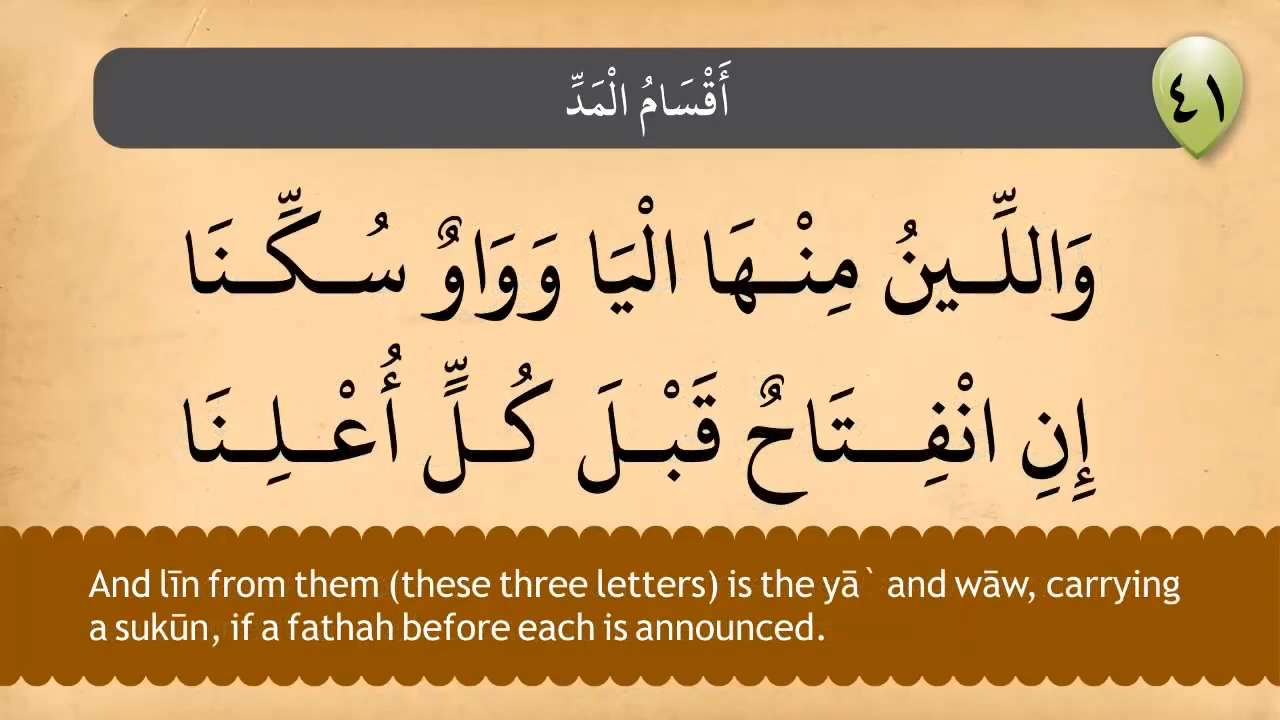 أَقْسَامُ الْمَدِّ
٤١
وَاللِّينُ مِنْهَا الْيَا وَوَاوٌ سُكِّنَا
إِنِ انْفِتَاحٌ قَبْلَ كُلٍّ أُعْلِنَا
And līn from them (these three letters) is the yā` and wāw, carrying
a sukūn, if a fathah before each is announced.